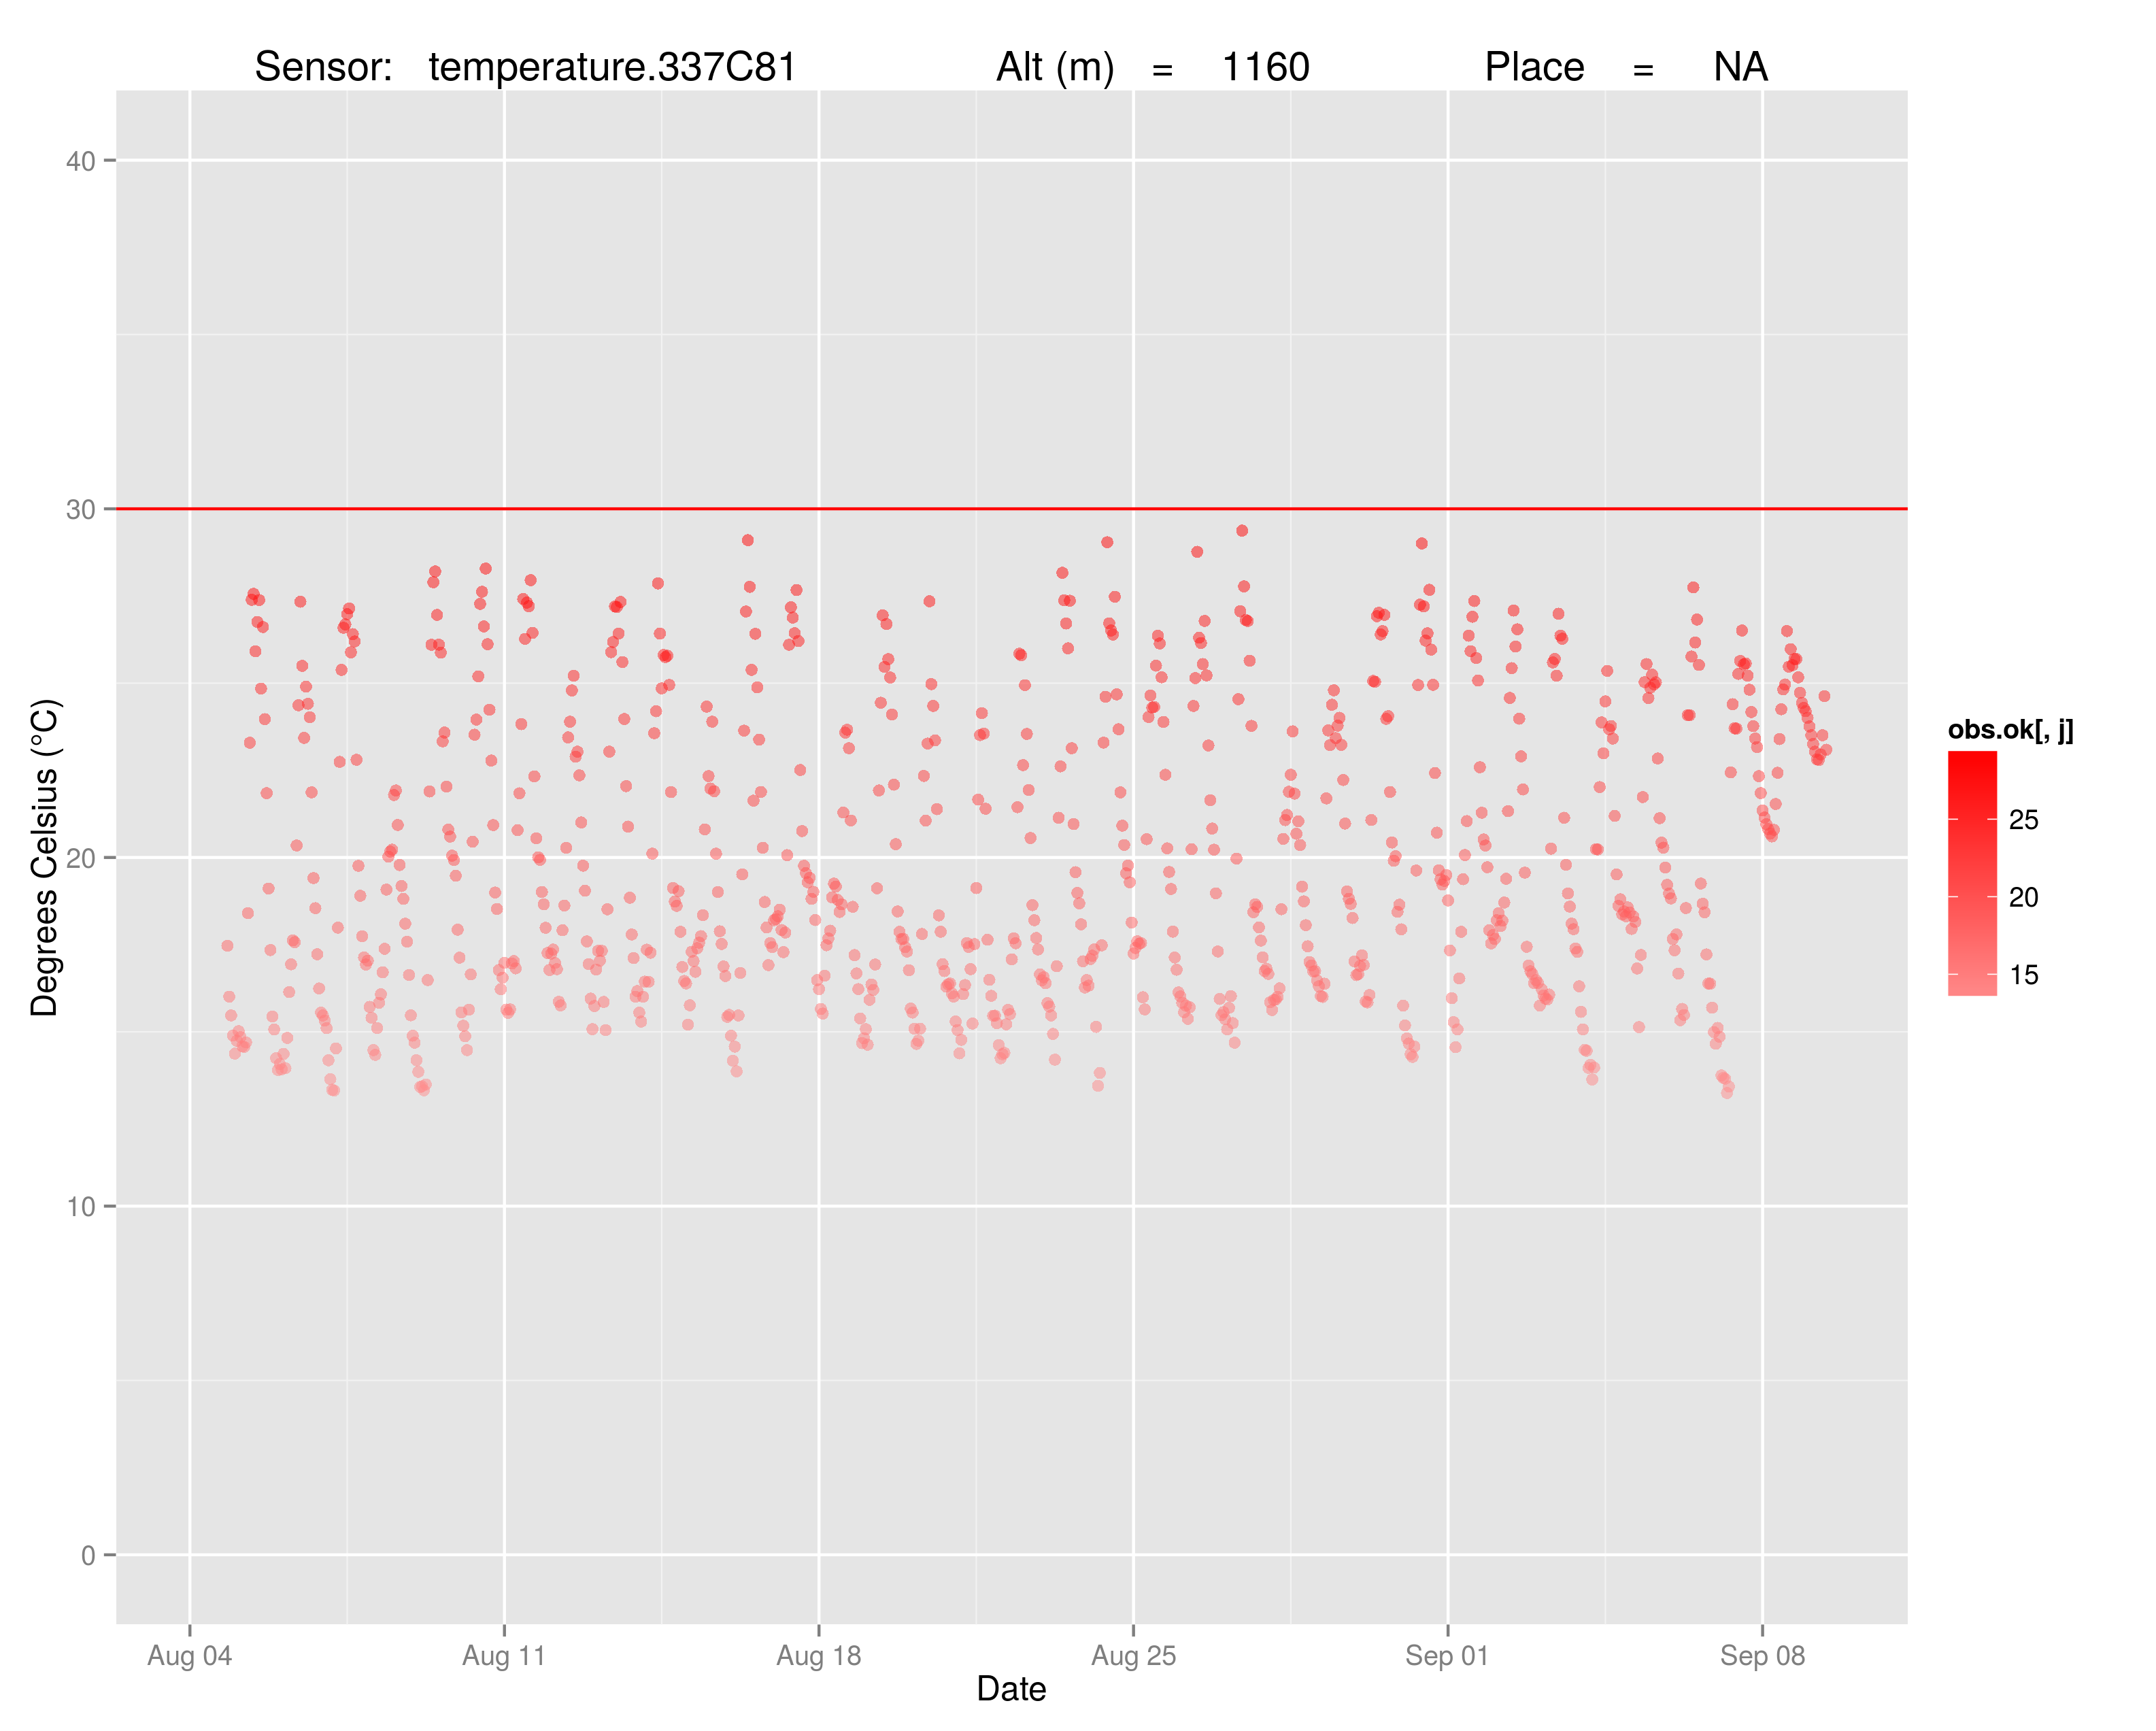 Sensor: temperature.337C81 Alt (m) = 1160 Place = NA
40
30
20
10
0
Degrees Celsius (°C)
Aug 04 Aug 11 Aug 18 Aug 25 Sep 01 Sep 08
Date
obs.ok[, j]
25
20
15